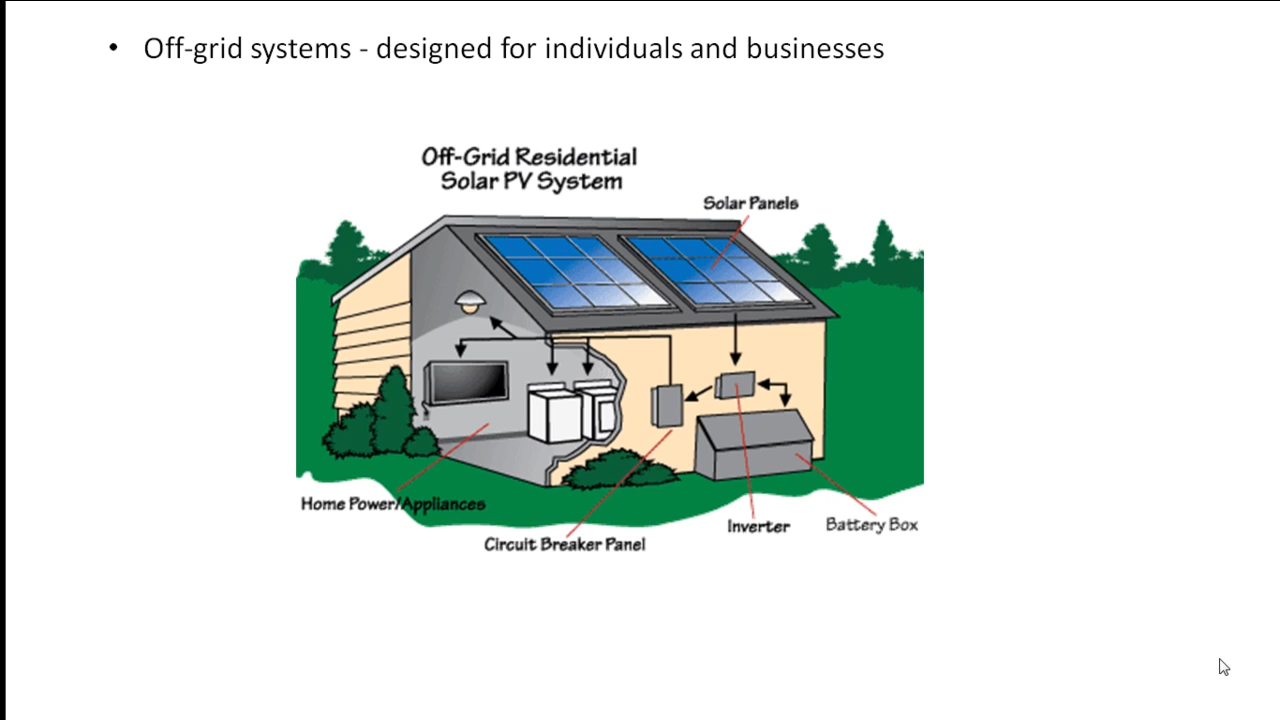 • Off-grid systems - designed for individuals and businesses
Off-Grid Residential
Solar PV System
Solar Panels
Home Power/Appliances
Circuit Breaker Panel
Inverter
Battery Box